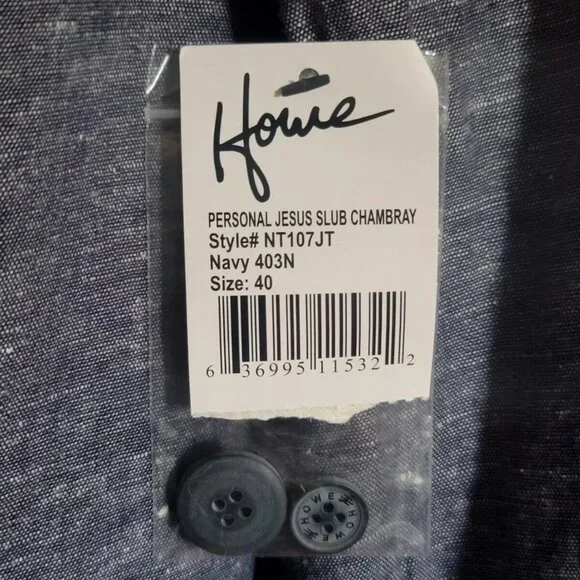 Howe
PERSONAL JESUS SLUB CHAMBRAY
Style# NT107JT
Navy 403N
Size: 40
6 36995 11532 2
HOWE HOWE